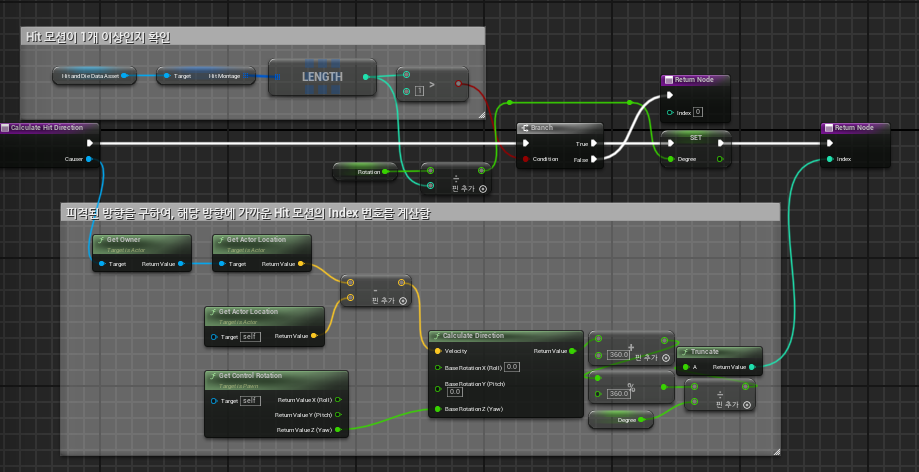 Hit 모션이 1개 이상인지 확인
Hit and Die Data Asset
Target
Hit Montage
LENGTH
>
1
Return Node
Index 0
Calculate Hit Direction
Causer
Branch
Condition
True
False
SET
Degree
Return Node
Index
Rotation
÷
핀 추가
피격된 방향을 구하여, 해당 방향에 가까운 Hit 모션의 Index 번호를 계산함
Get Owner
Target is Actor
Target
Return Value
Get Actor Location
Target is Actor
Target
Return Value
-
핀 추가
Get Actor Location
Target is Actor
Target self
Return Value
Calculate Direction
Velocity
Return Value
Base Rotation X (Roll) 0.0
Base Rotation Y (Pitch)
0.0
Base Rotation Z (Yaw)
+
360.0
핀 추가
Truncate
A
Return Value
%
360.0
÷
핀 추가
Degree
Get Control Rotation
Target is Pawn
Target self
Return Value X (Roll)
Return Value Y (Pitch)
Return Value Z (Yaw)